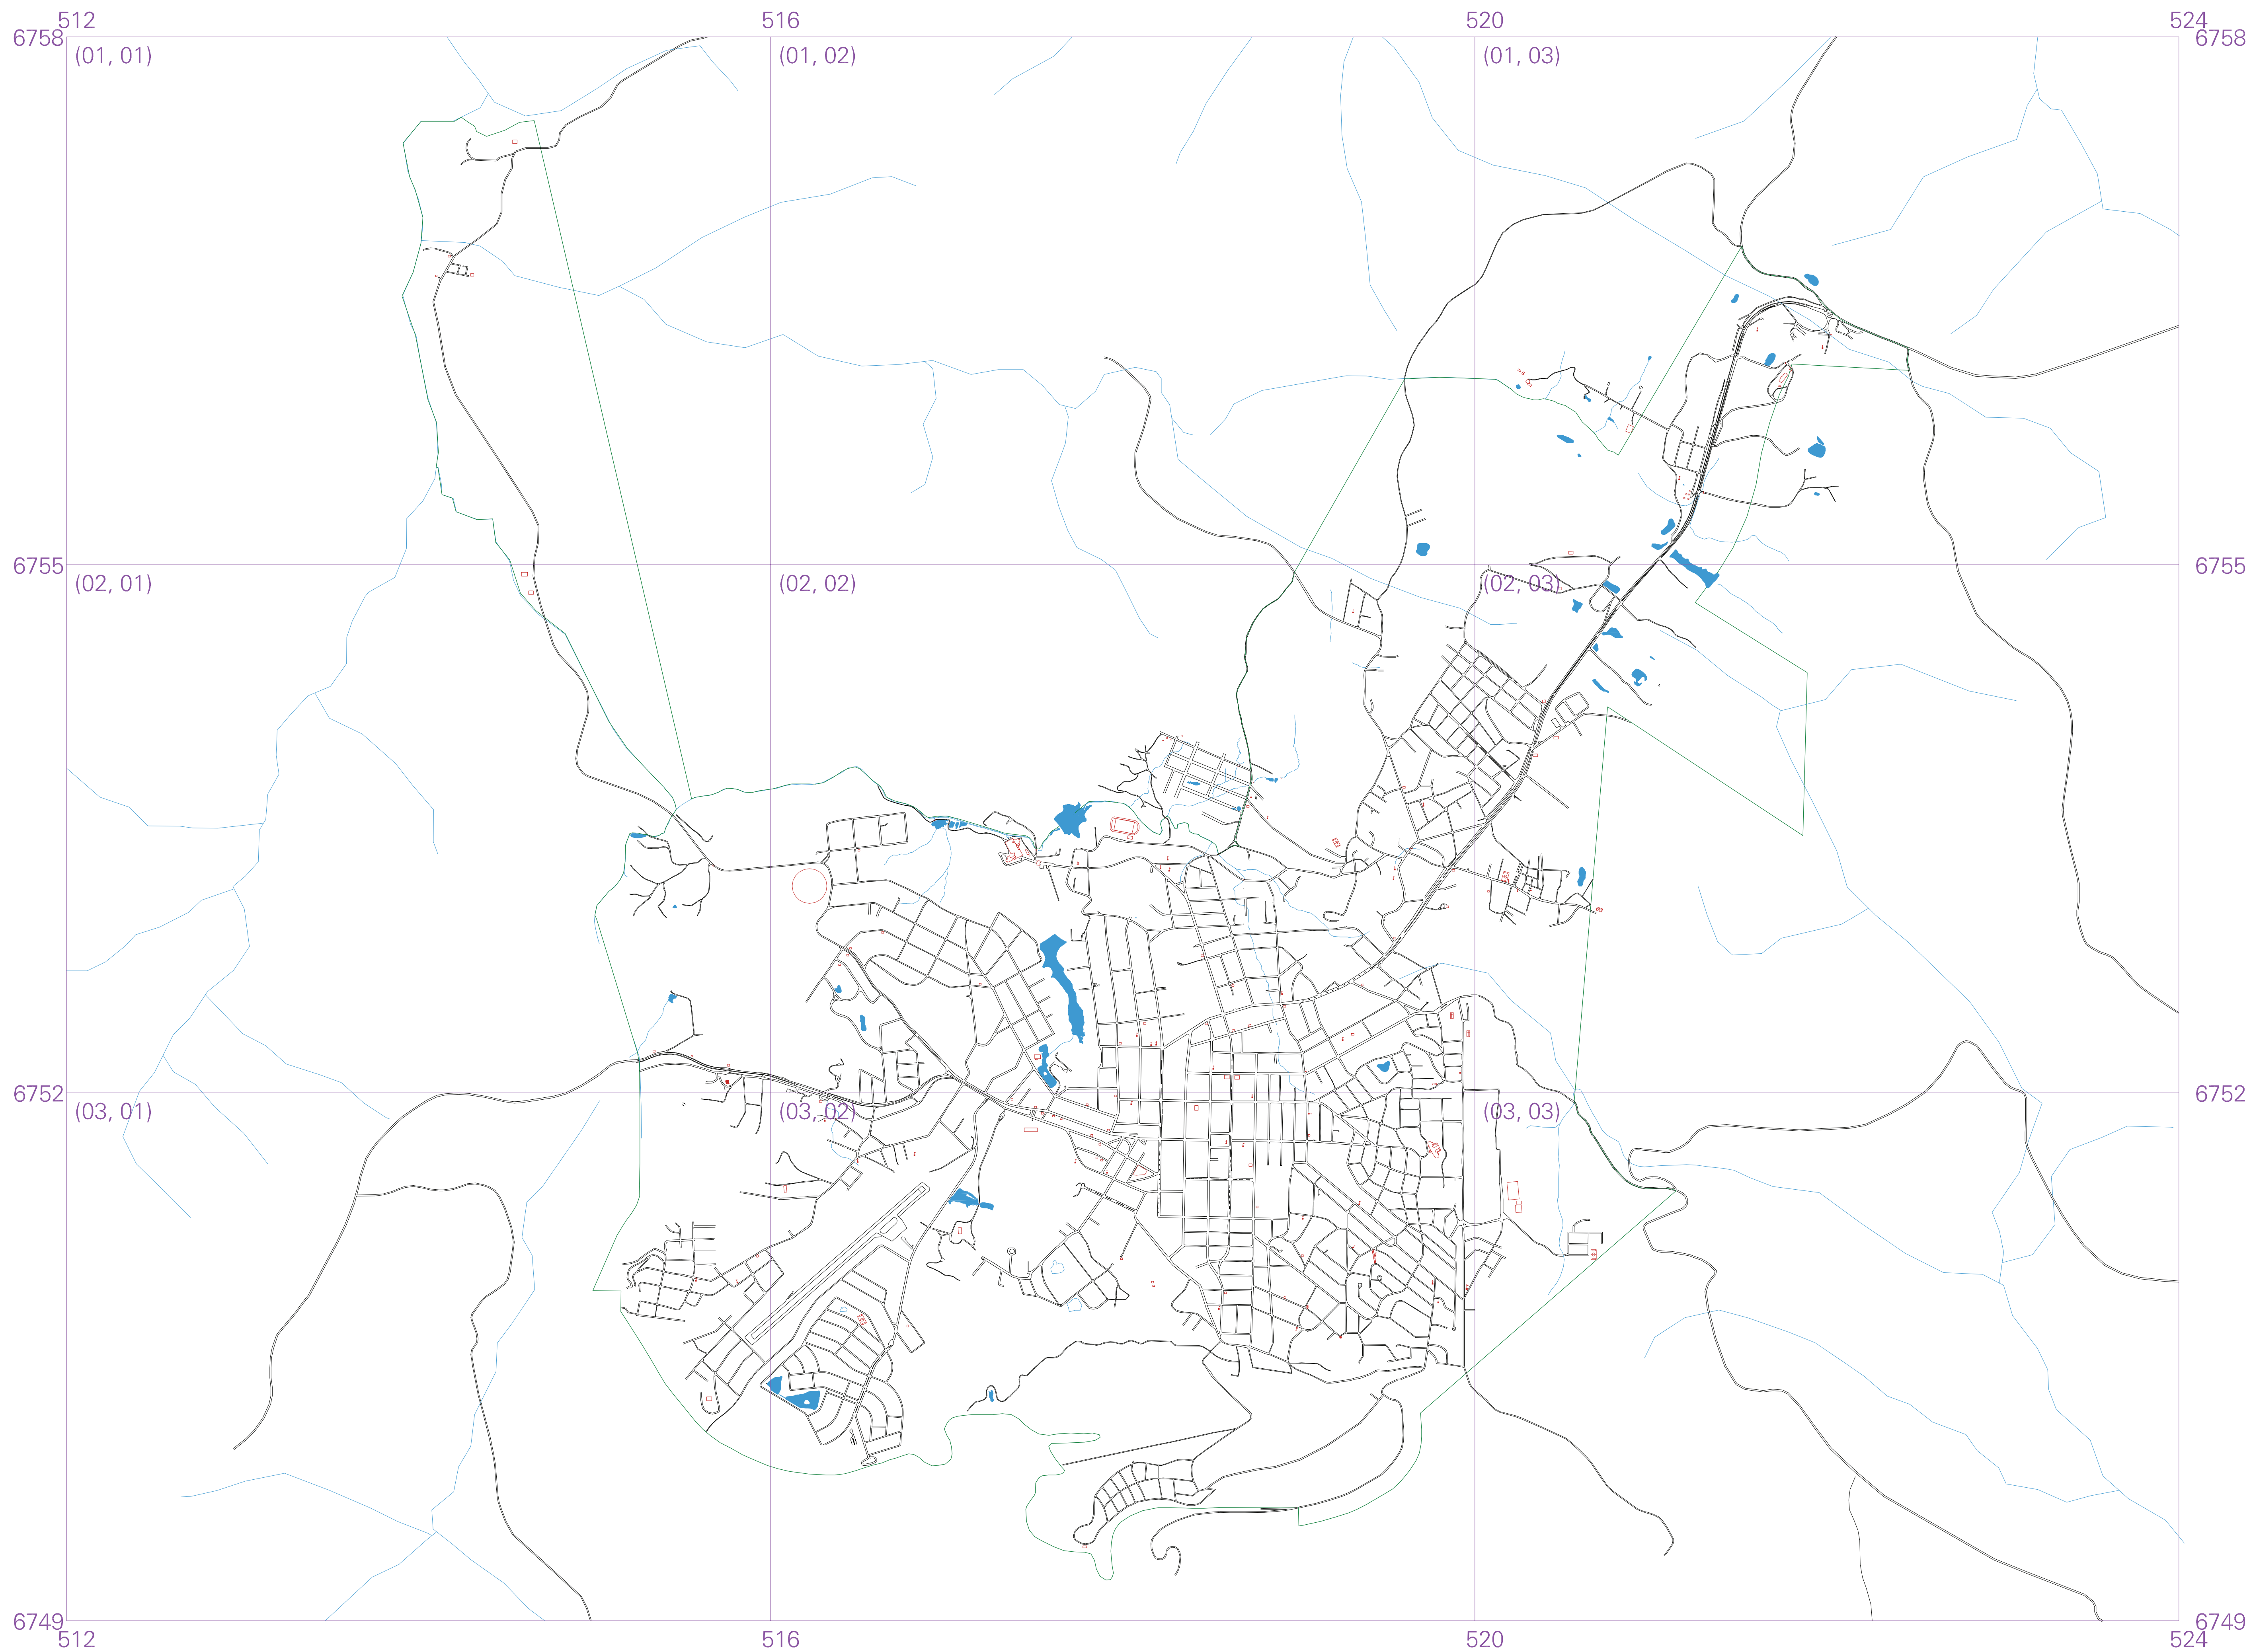 512 516 520 524
6758 6758
(01, 01) (01, 02) (01, 03)
6755 6755
(02, 01) (02, 02) (02, 03)
6752 6752
(03, 01) (03, 02) (03, 03)
6749 6749
512 516 520 524